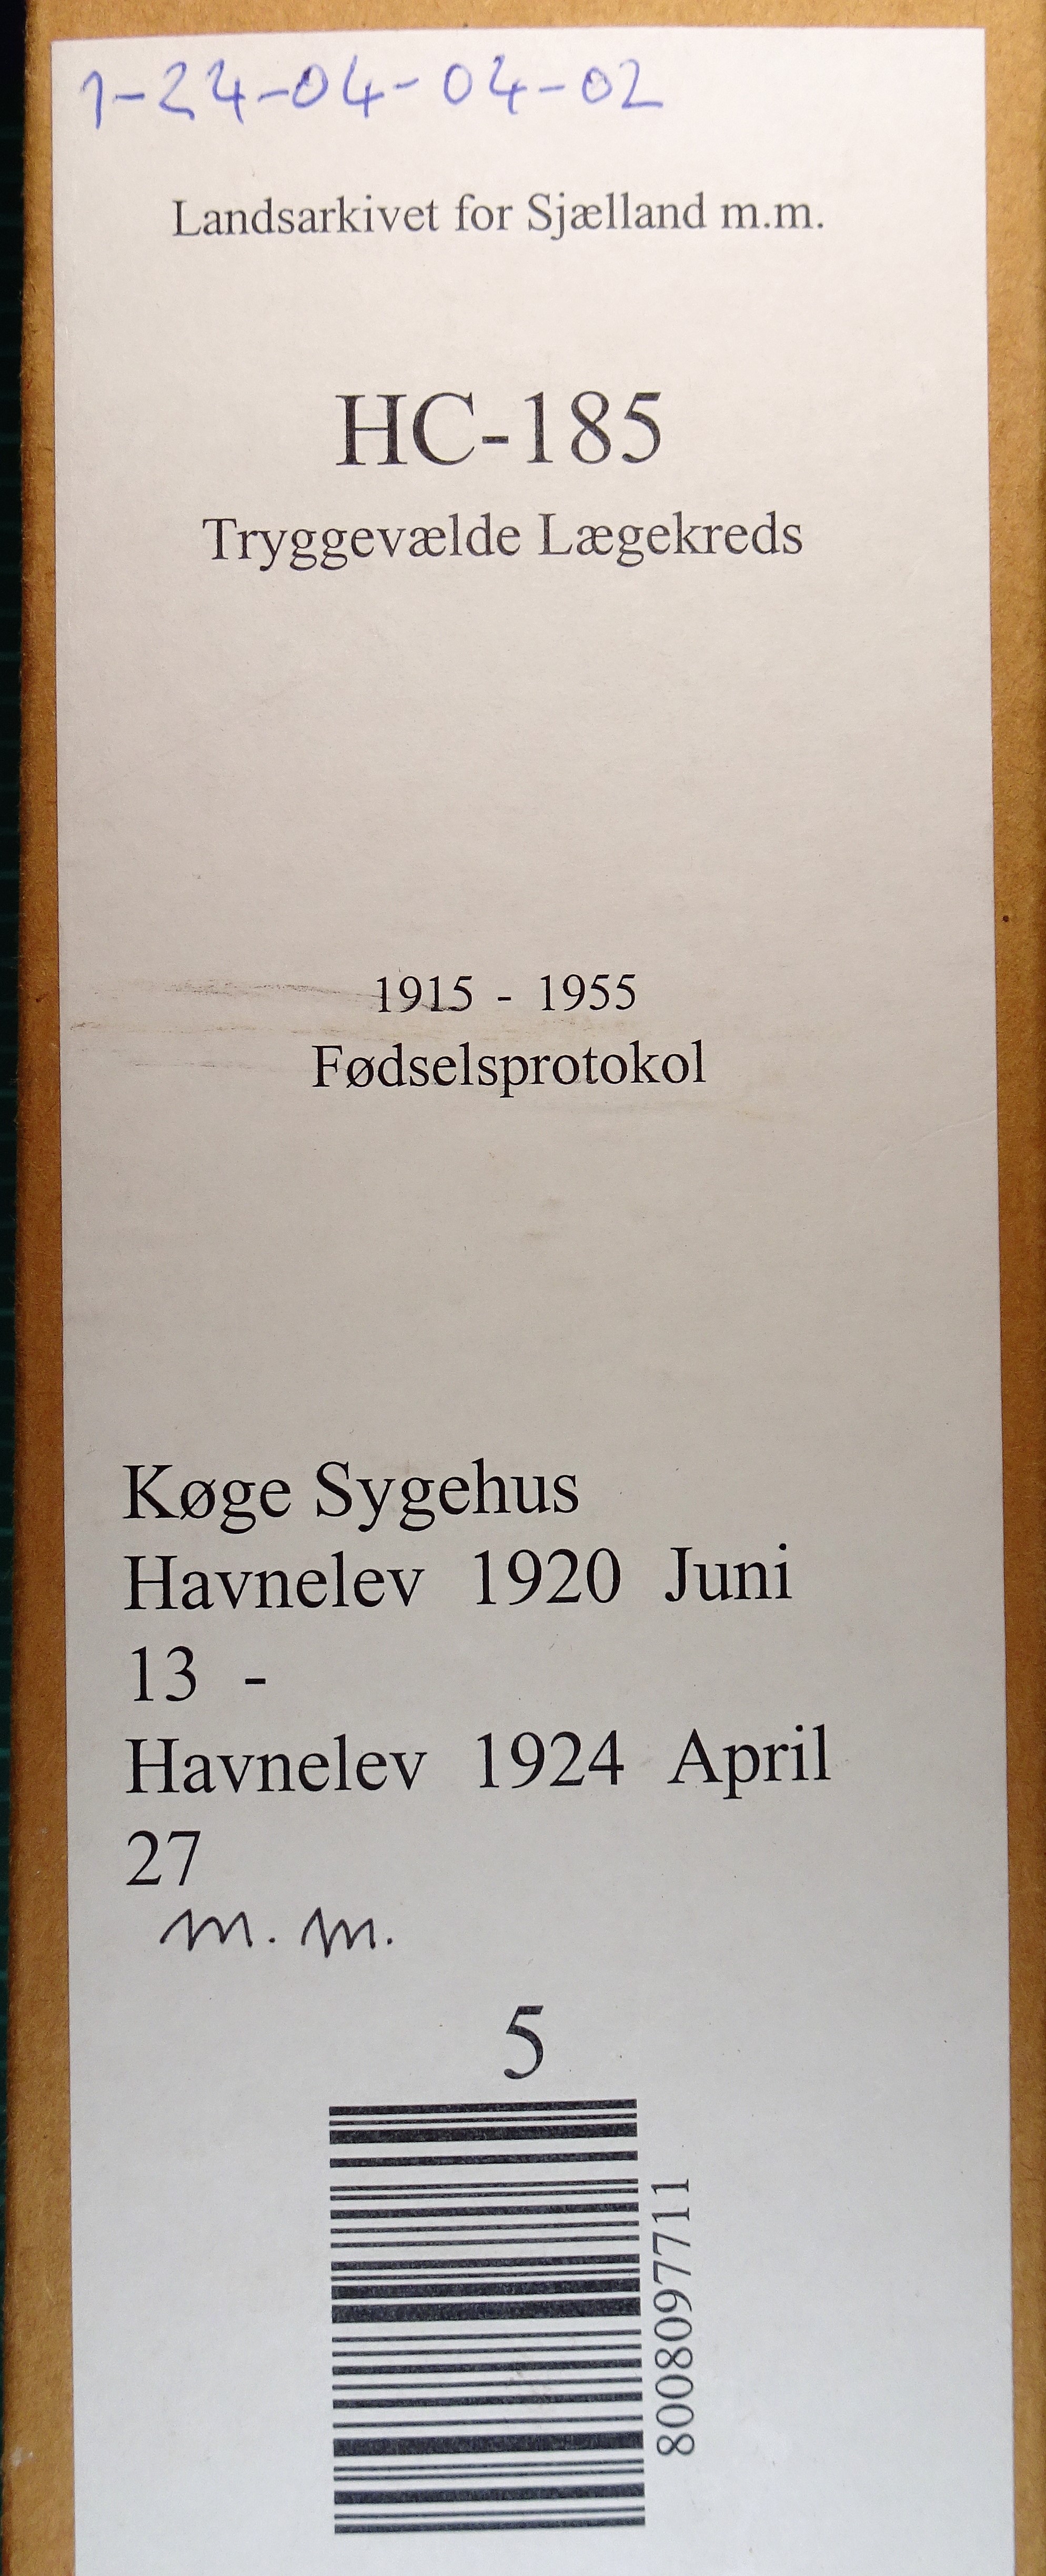 1-24-04-04-02
Landsarkivet for Sjælland m.m.
HC-185
Tryggevælde Lægekreds
1915 - 1955
Fødselsprotokol
Køge Sygehus
Havnelev 1920 Juni
13 -
Havnelev 1924 April
27
m. m.
5
8008097711